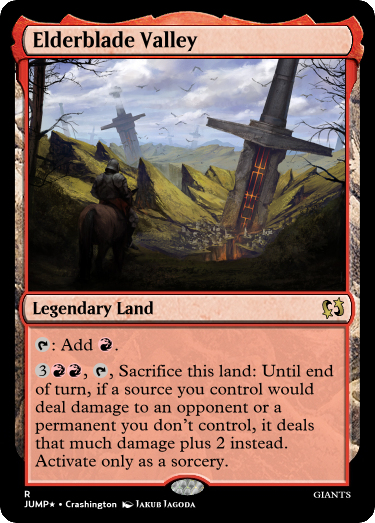 Elderblade Valley
Legendary Land
: Add .
3, , Sacrifice this land: Until end
of turn, if a source you control would
deal damage to an opponent or a
permanent you don't control, it deals
that much damage plus 2 instead.
Activate only as a sorcery.
R
GIANTS
JUMP★ • Crashington JAKUB JAGODA